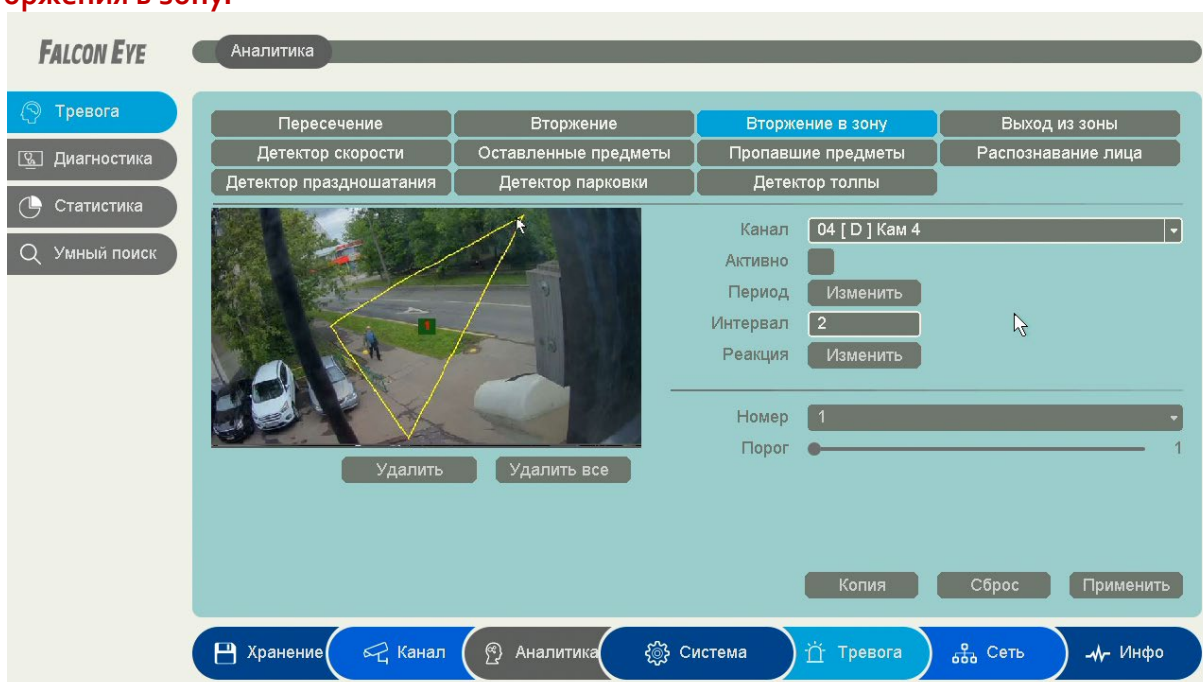 FALCON EYE
Аналитика
Тревога
Диагностика
Статистика
Умный поиск
Пересечение Вторжение Вторжение в зону Выход из зоны
Детектор скорости Оставленные предметы Пропавшие предметы Распознавание лица
Детектор праздношатания Детектор парковки Детектор толпы
Канал 04 [ D ] Кам 4
Активно
Период Изменить
Интервал 2
Реакция Изменить
Номер 1
Порог 1
1
Удалить Удалить все
Копия Сброс Применить
Хранение Канал Аналитика Система Тревога Сеть Инфо